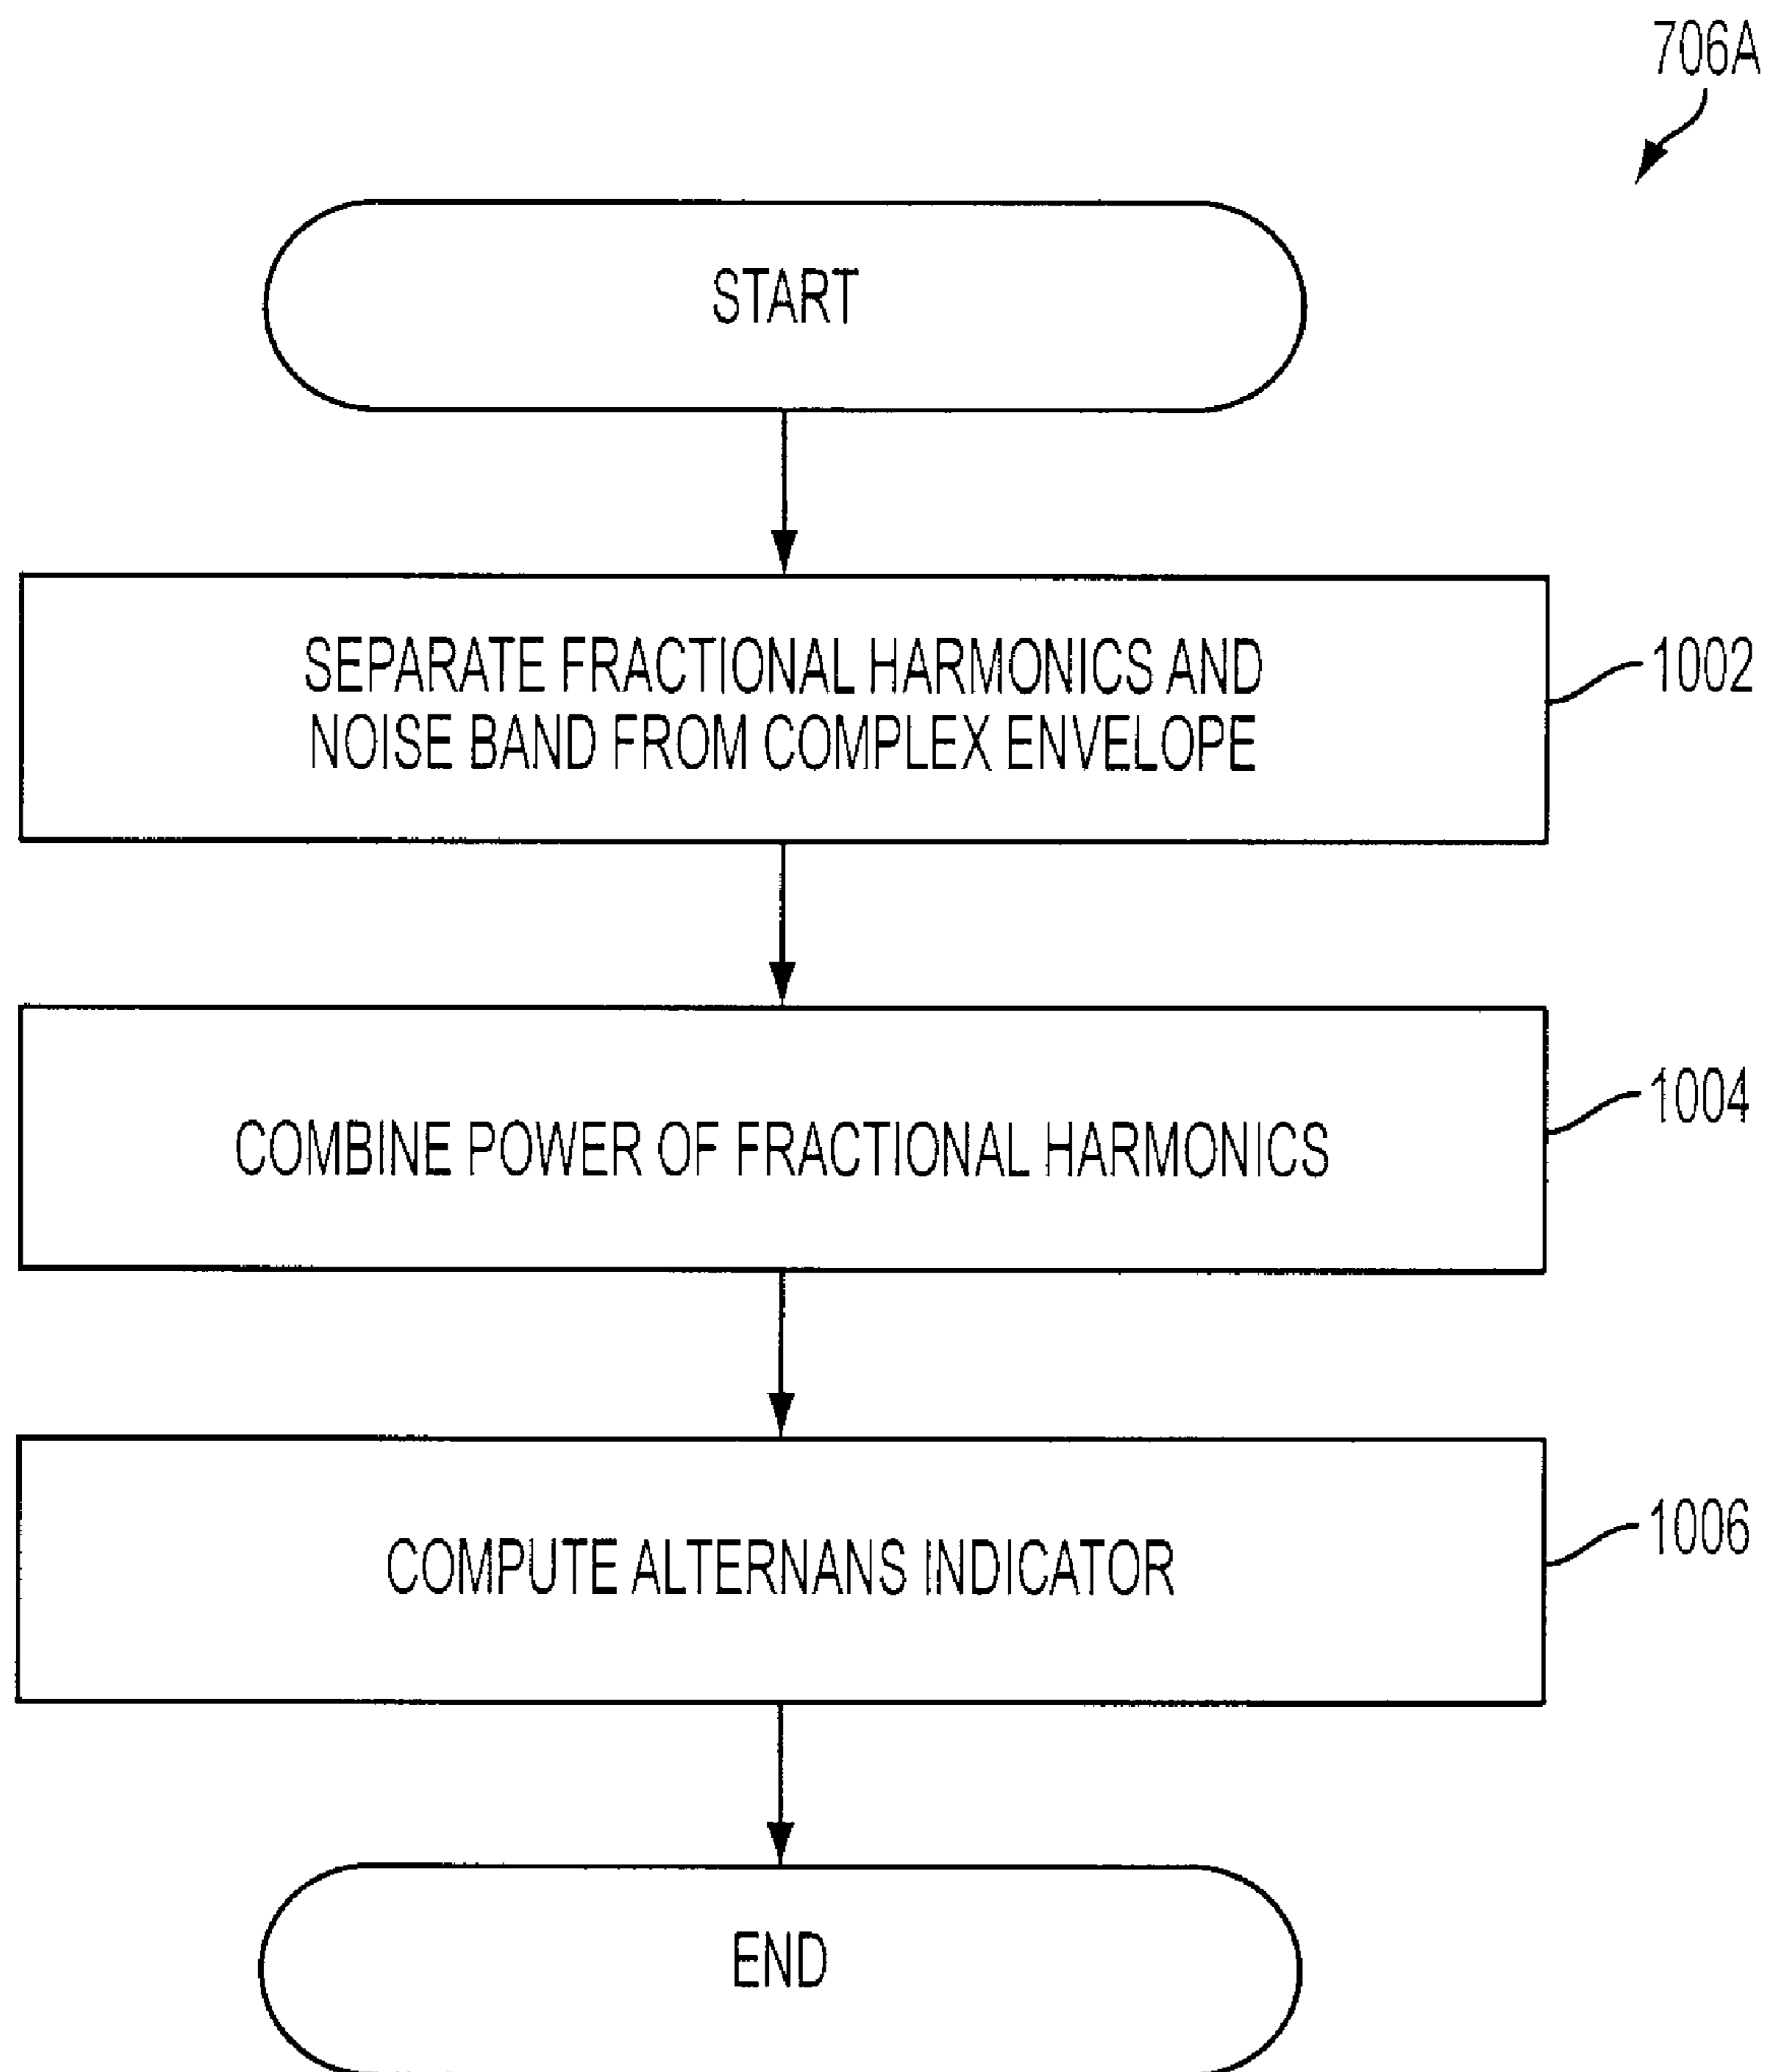 706A
START
SEPARATE FRACTIONAL HARMONICS AND
NOISE BAND FROM COMPLEX ENVELOPE
1002
COMBINE POWER OF FRACTIONAL HARMONICS
1004
COMPUTE ALTERNANS INDICATOR
1006
END